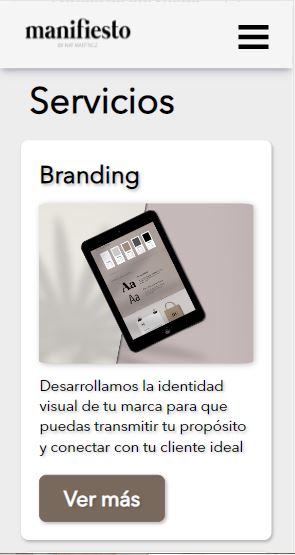 manifiesto
BY NAT MARTÍNEZ
Servicios
Branding
Aa
Aa
Desarrollamos la identidad
visual de tu marca para que
puedas transmitir tu propósito
y conectar con tu cliente ideal
Ver más